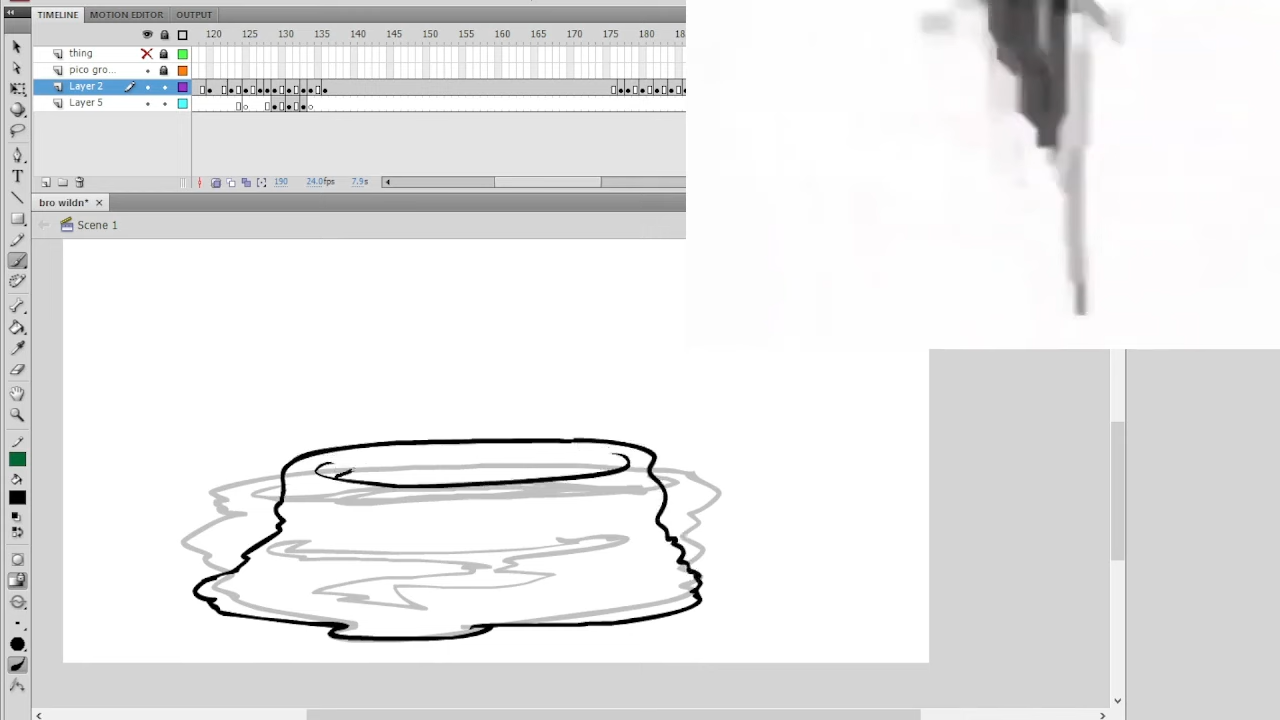 TIMELINE MOTION EDITOR OUTPUT
120 125 130 135 140 145 150 155 160 165 170 175 180
thing
pico gro...
Layer 2
Layer 5
190 24.0fps 7.9s
bro wildn*
Scene 1
T